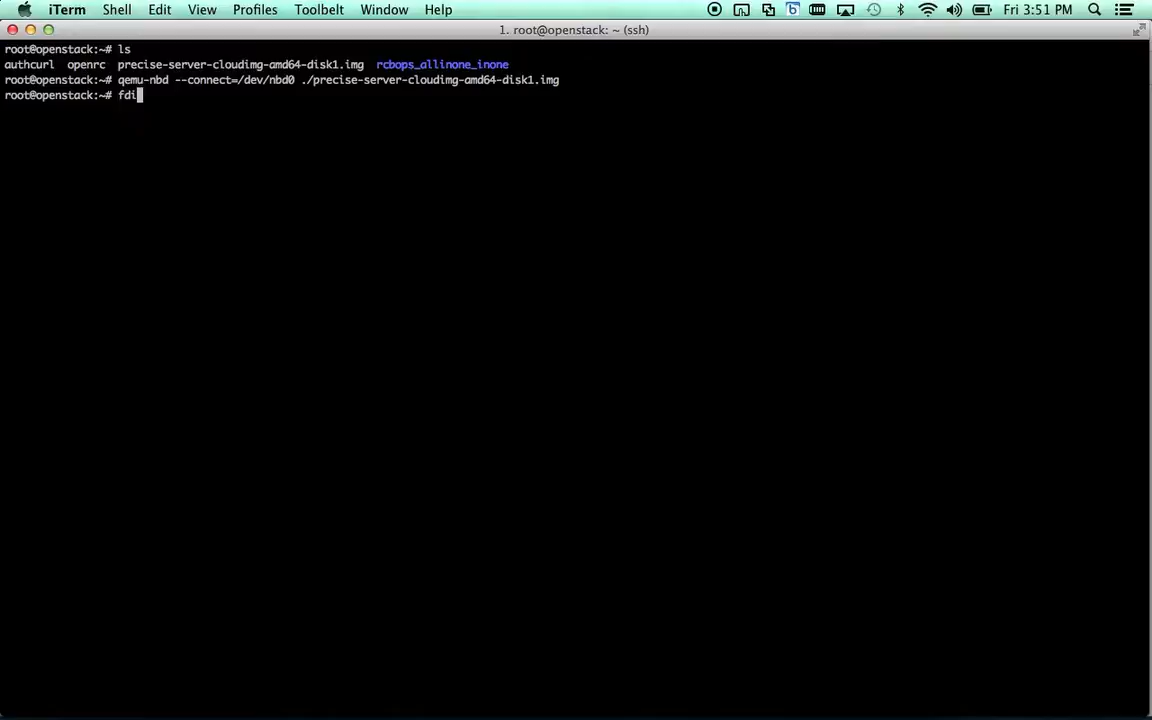 iTerm Shell Edit View Profiles Toolbelt Window Help Fri 3:51 PM
1. root@openstack: ~ (ssh)
root@openstack:~# ls
authcurl openrc precise-server-cloudimg-amd64-disk1.img rcbops_allinone_inone
root@openstack:~# qemu-nbd --connect=/dev/nbd0 ./precise-server-cloudimg-amd64-disk1.img
root@openstack:~# fdi